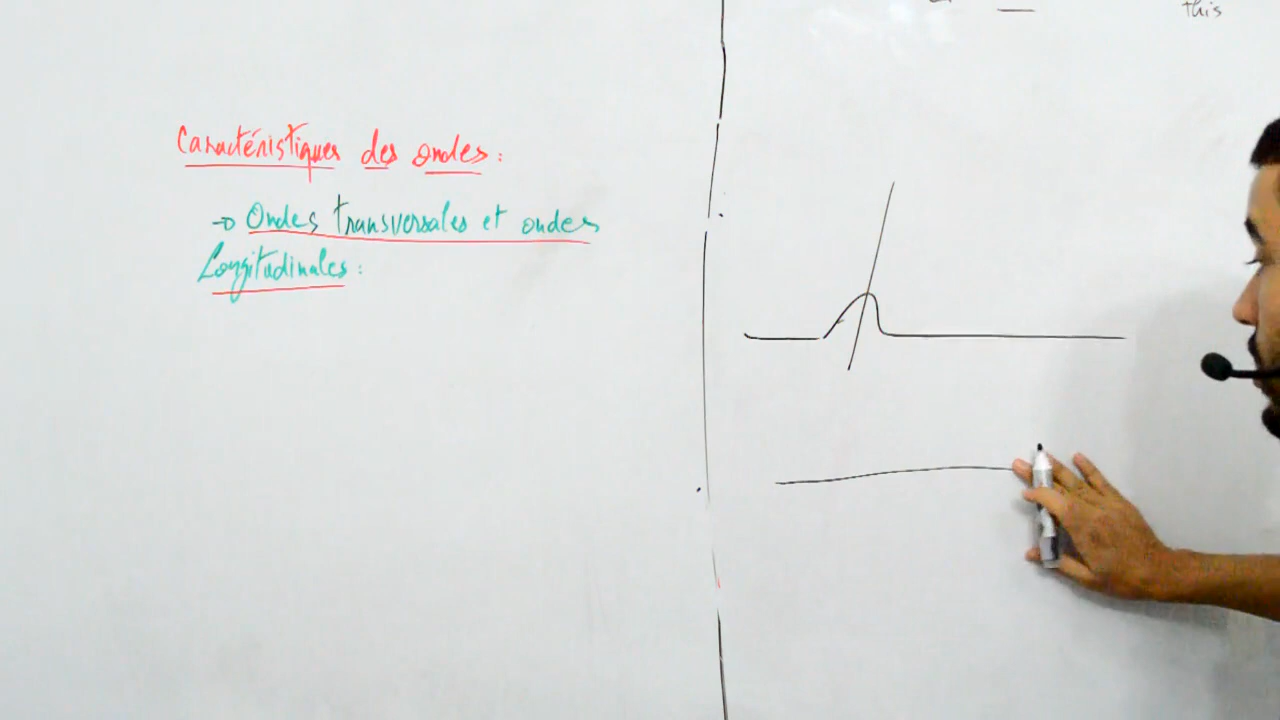 Caractéristiques des ondes :
→ Ondes transversales et ondes
Longitudinales :
this